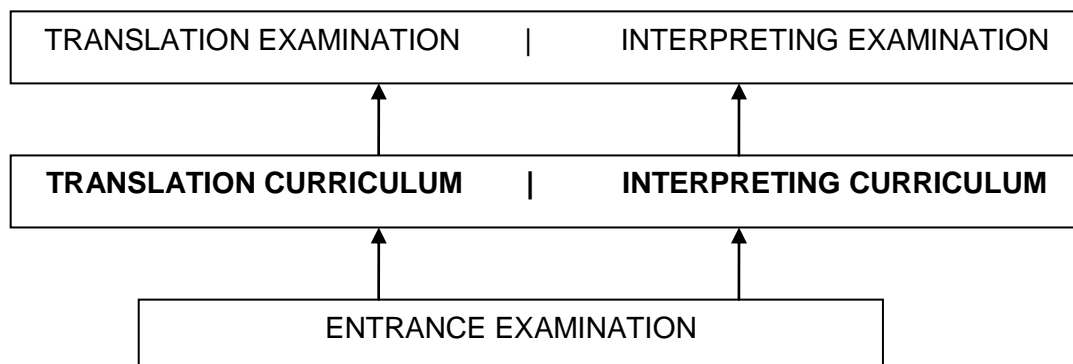 TRANSLATION EXAMINATION | INTERPRETING EXAMINATION
TRANSLATION CURRICULUM | INTERPRETING CURRICULUM
ENTRANCE EXAMINATION